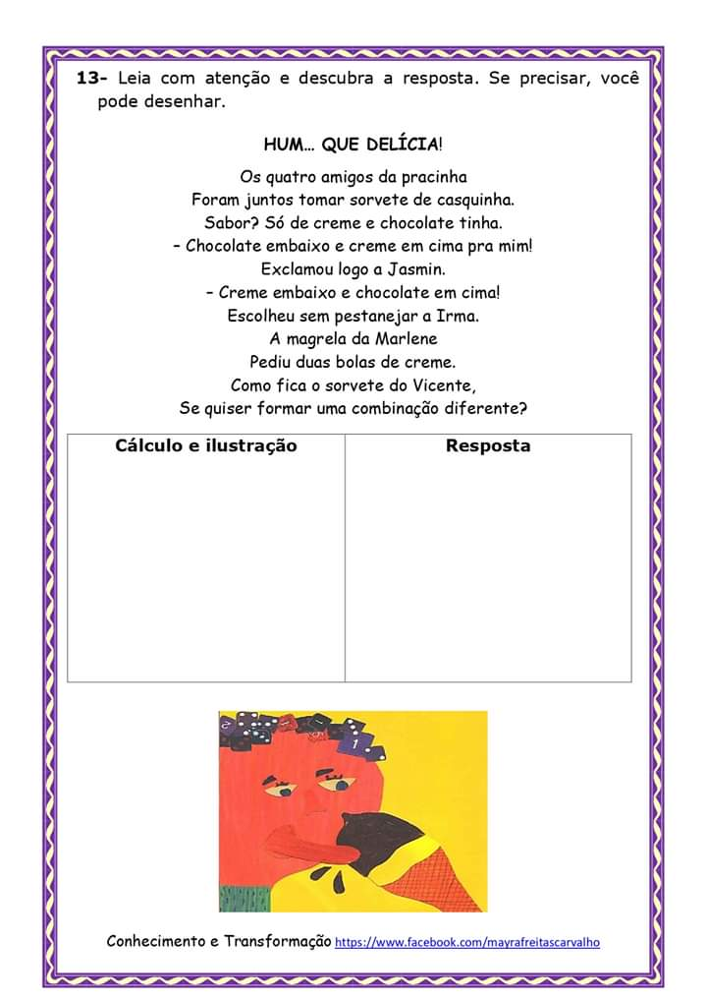 13- Leia com atenção e descubra a resposta. Se precisar, você
pode desenhar.
HUM... QUE DELÍCIA!
Os quatro amigos da pracinha
Foram juntos tomar sorvete de casquinha.
Sabor? Só de creme e chocolate tinha.
– Chocolate embaixo e creme em cima pra mim!
Exclamou logo a Jasmin.
– Creme embaixo e chocolate em cima!
Escolheu sem pestanejar a Irma.
A magrela da Marlene
Pediu duas bolas de creme.
Como fica o sorvete do Vicente,
Se quiser formar uma combinação diferente?
Cálculo e ilustração
Resposta
1
Conhecimento e Transformação https://www.facebook.com/mayrafreitascarvalho